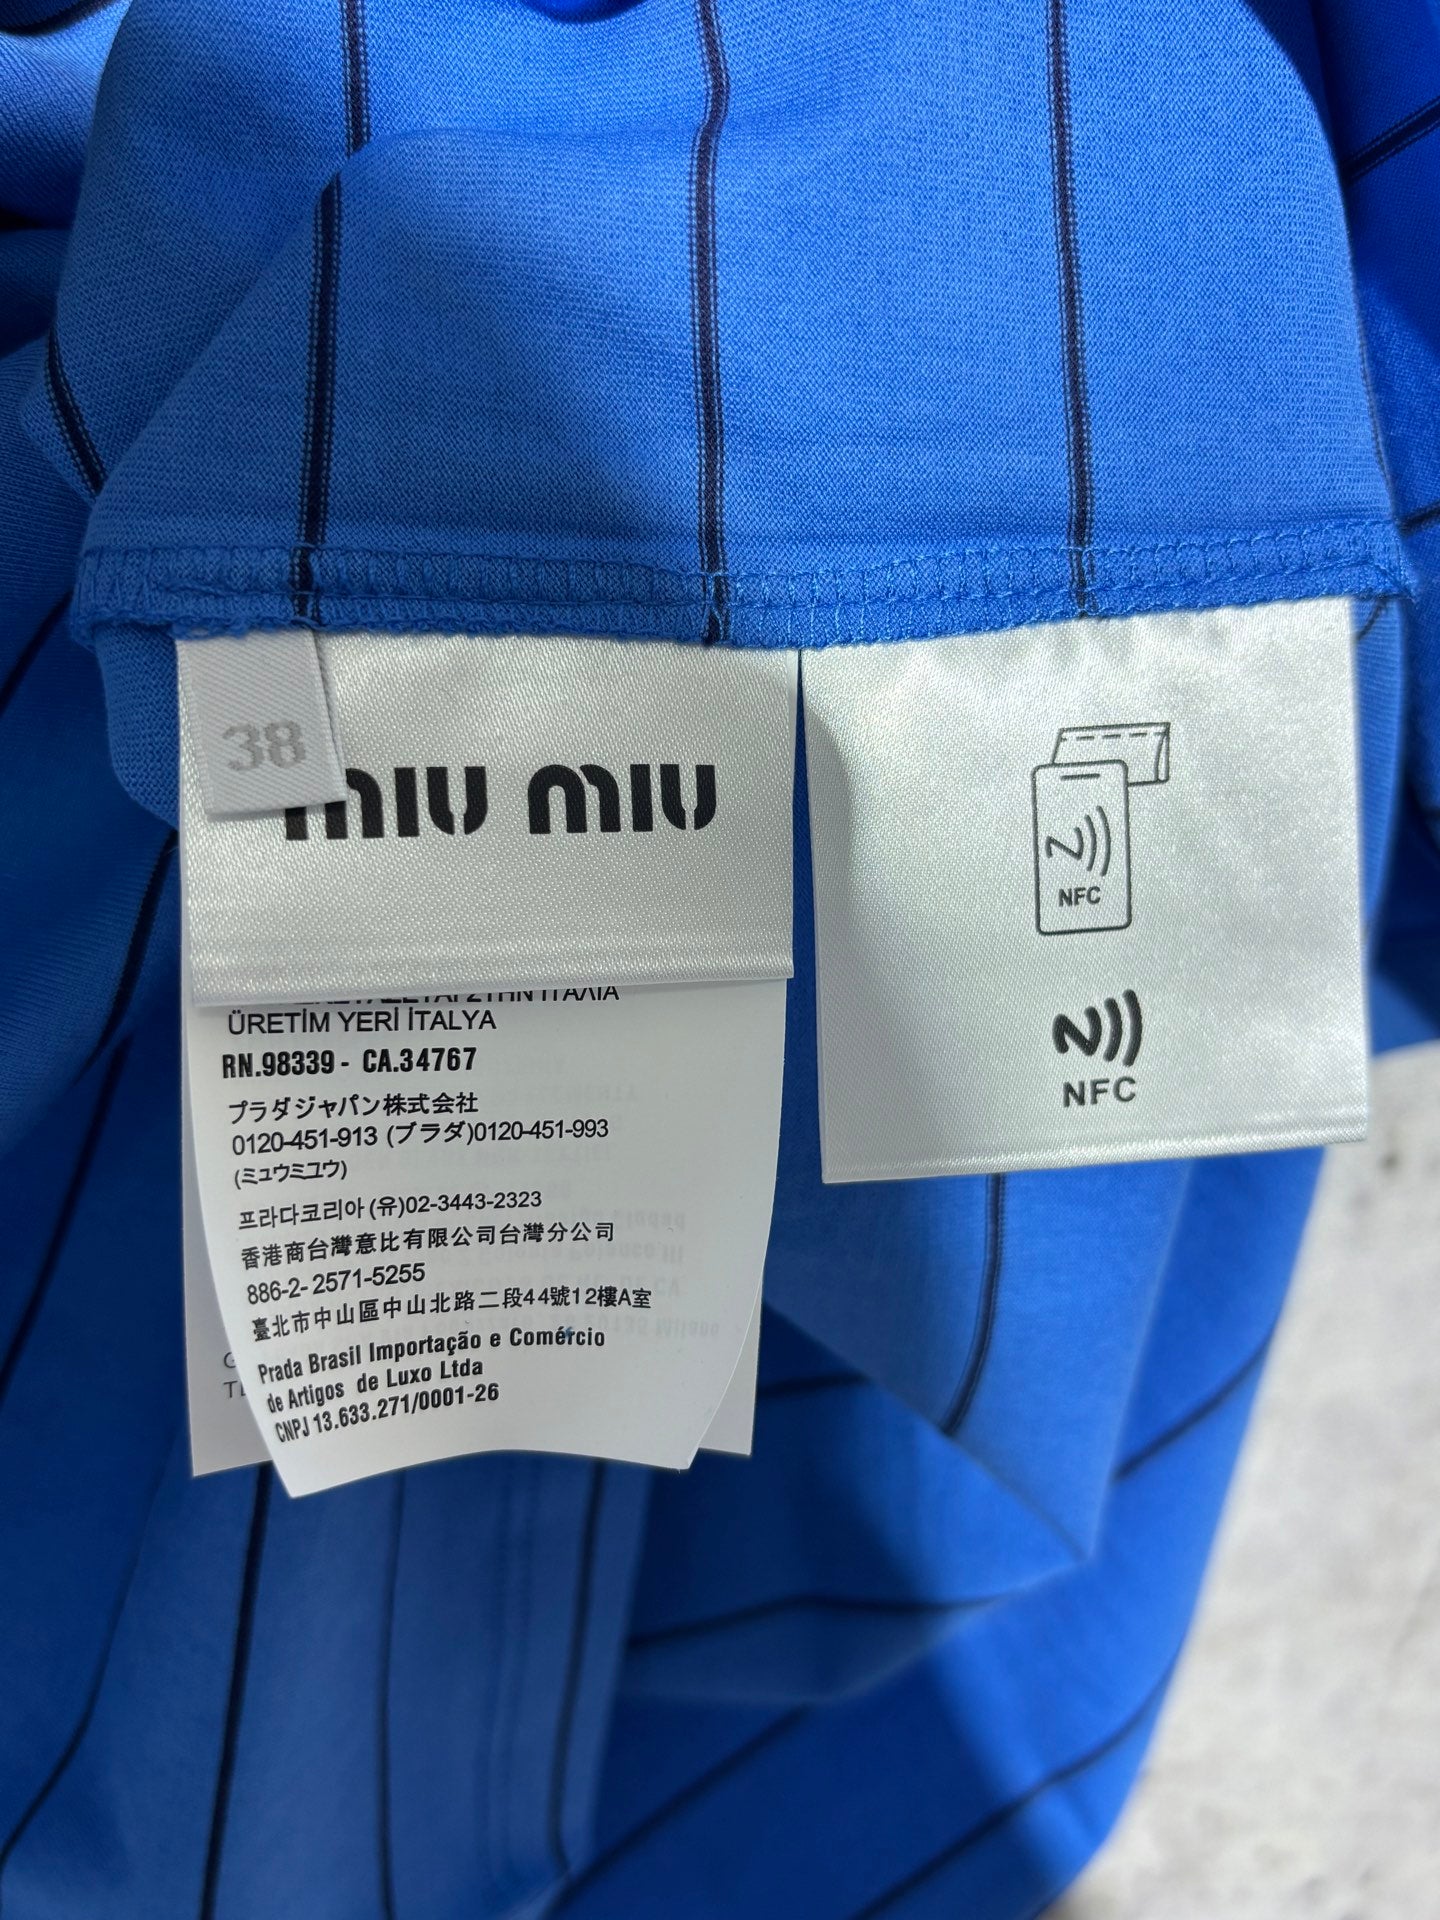 38
miu miu
ÜRETİM YERİ İTALYA
RN.98339 - CA.34767
プラダジャパン株式会社
0120-451-913 (プラダ)0120-451-993
(ミュウミュウ)
프라다코리아 (유)02-3443-2323
香港商台灣意比有限公司台灣分公司
886-2- 2571-5255
臺北市中山區中山北路二段44號12樓A室
Prada Brasil Importação e Comércio
de Artigos de Luxo Ltda
CNPJ 13.633.271/0001-26
NFC
NFC